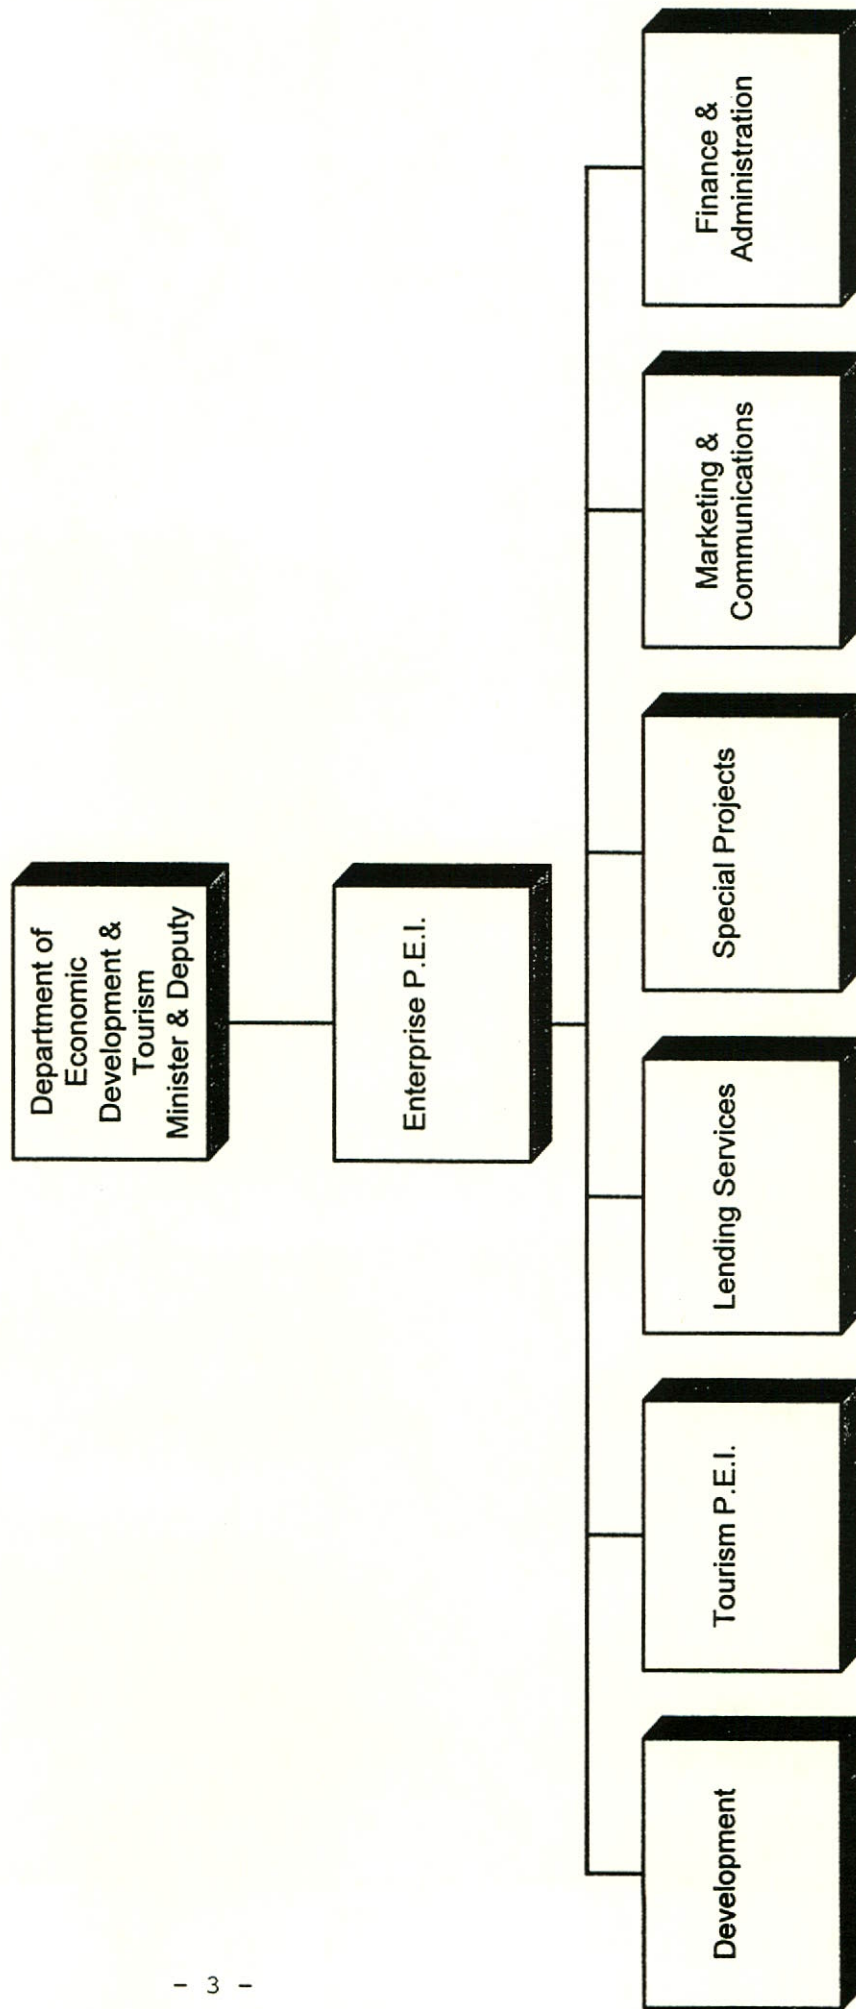 Department of
Economic
Development &
Tourism
Minister & Deputy
Enterprise P.E.I.
Development
Tourism P.E.I.
Lending Services
Special Projects
Marketing &
Communications
Finance &
Administration
- 3 -